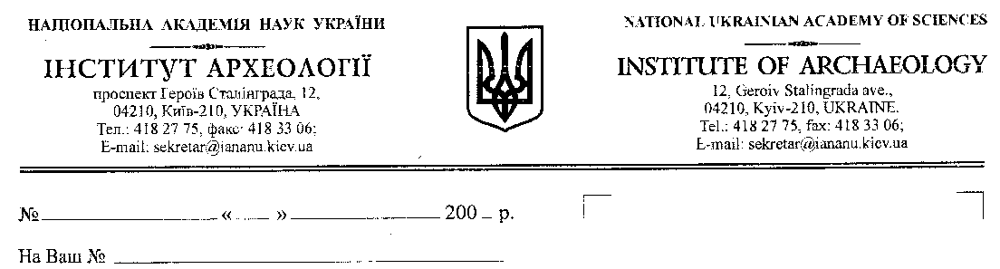 НАЦІОНАЛЬНА АКАДЕМІЯ НАУК УКРАЇНИ
ІНСТИТУТ АРХЕОЛОГІЇ
проспект Героїв Сталінграда, 12,
04210, Київ-210, УКРАЇНА
Тел.: 418 27 75, факс: 418 33 06;
E-mail: sekretar@iananu.kiev.ua
NATIONAL UKRAINIAN ACADEMY OF SCIENCES
INSTITUTE OF ARCHAEOLOGY
12, Geroiv Stalingrada ave.,
04210, Kyiv-210, UKRAINE.
Tel.: 418 27 75, fax: 418 33 06;
E-mail: sekretar@iananu.kiev.ua
№ ____________ « ___ » ____________ 200 _ р.
На Ваш № ____________